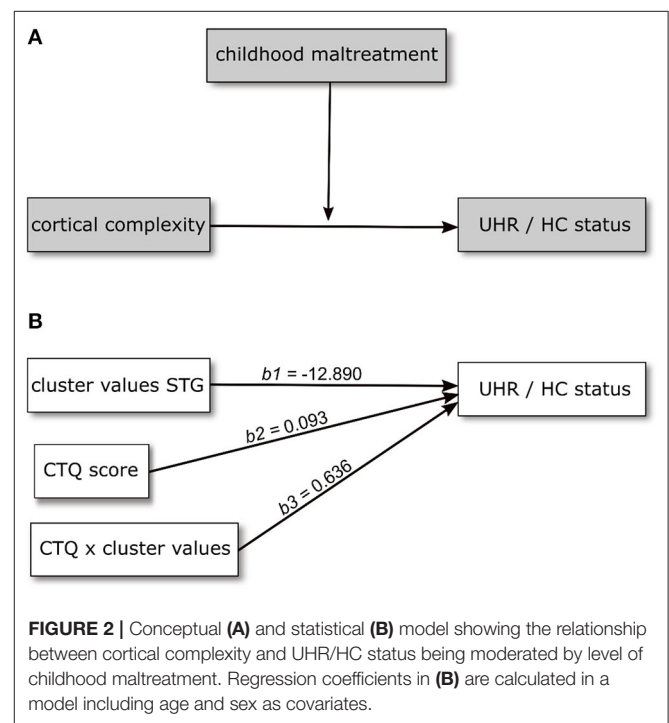 A
childhood maltreatment
cortical complexity
UHR / HC status
B
cluster values STG
b1 = -12.890
UHR / HC status
b2 = 0.093
CTQ score
b3 = 0.636
CTQ x cluster values
FIGURE 2 | Conceptual (A) and statistical (B) model showing the relationship
between cortical complexity and UHR/HC status being moderated by level of
childhood maltreatment. Regression coefficients in (B) are calculated in a
model including age and sex as covariates.